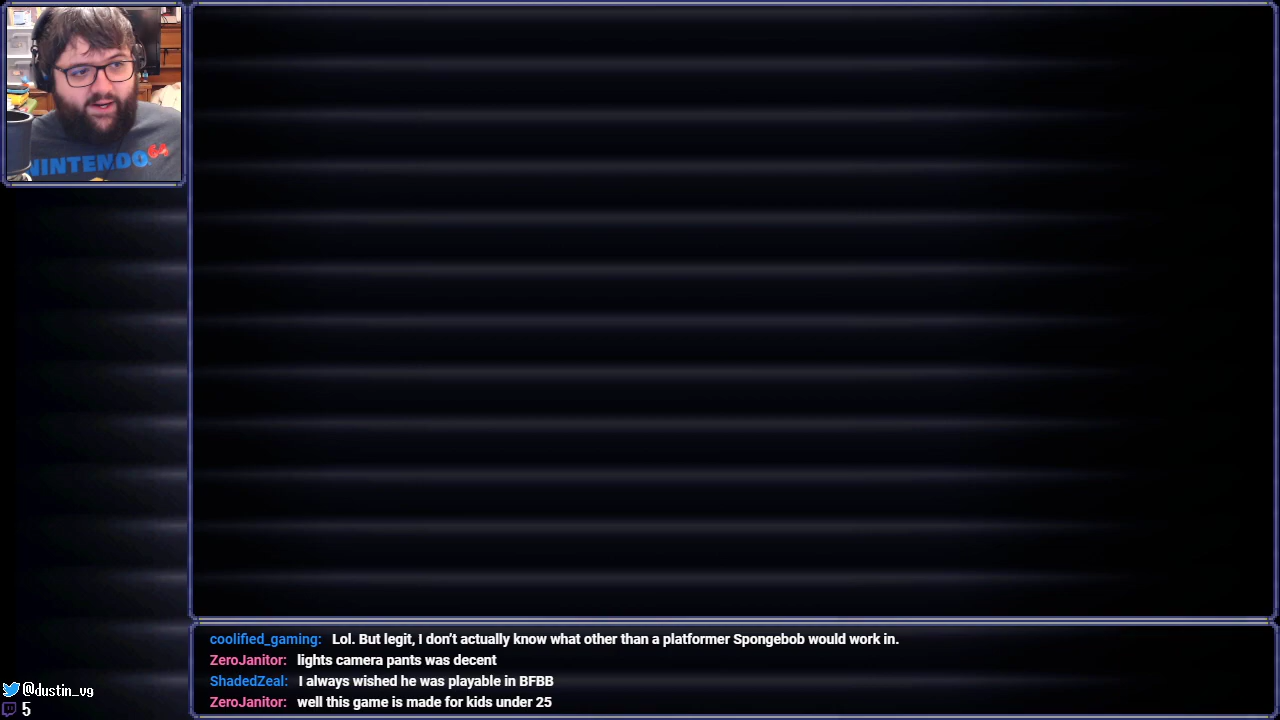 NINTENDO 64
coolified_gaming: Lol. But legit, I don't actually know what other than a platformer Spongebob would work in.
ZeroJanitor: lights camera pants was decent
ShadedZeal: I always wished he was playable in BFBB
ZeroJanitor: well this game is made for kids under 25
@dustin_vg
5